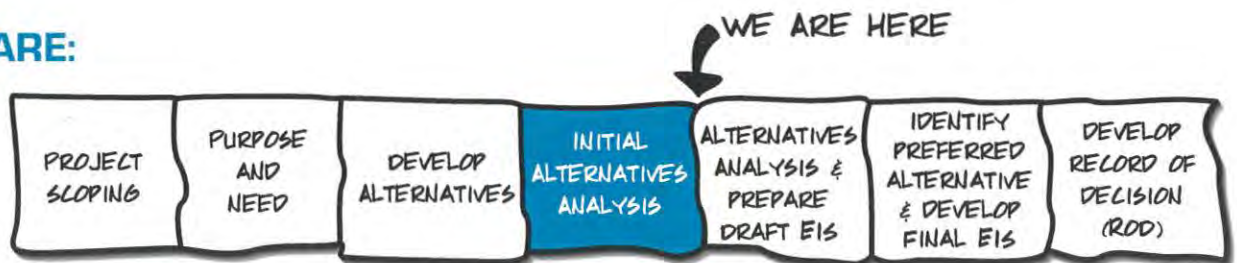 ARE:
WE ARE HERE
PROJECT
SCOPING
PURPOSE
AND
NEED
DEVELOP
ALTERNATIVES
INITIAL
ALTERNATIVES
ANALYSIS
ALTERNATIVES
ANALYSIS &
PREPARE
DRAFT EIS
IDENTIFY
PREFERRED
ALTERNATIVE
& DEVELOP
FINAL EIS
DEVELOP
RECORD OF
DECISION
(ROD)